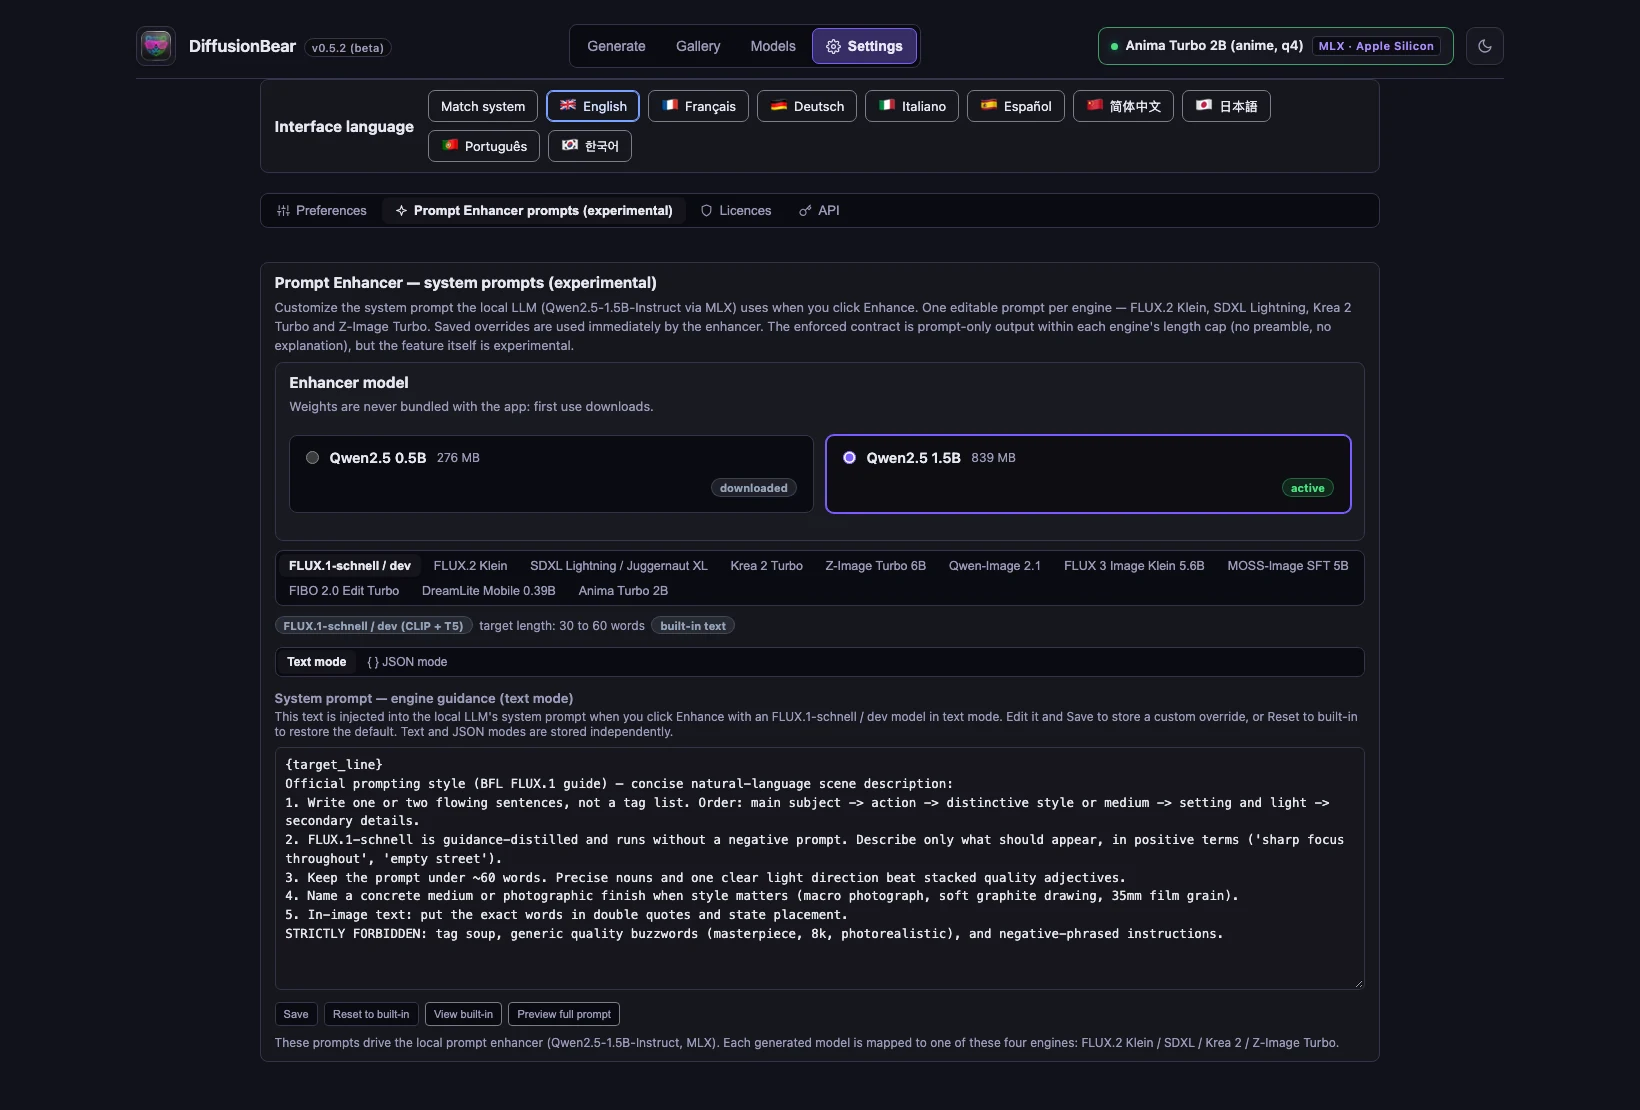 DiffusionBear v0.5.2 (beta)
Generate Gallery Models Settings
Anima Turbo 2B (anime, q4) MLX · Apple Silicon
Interface language
Match system English Français Deutsch Italiano Español 简体中文 日本語
Português 한국어
Preferences Prompt Enhancer prompts (experimental) Licences API
Prompt Enhancer — system prompts (experimental)
Customize the system prompt the local LLM (Qwen2.5-1.5B-Instruct via MLX) uses when you click Enhance. One editable prompt per engine — FLUX.2 Klein, SDXL Lightning, Krea 2
Turbo and Z-Image Turbo. Saved overrides are used immediately by the enhancer. The enforced contract is prompt-only output within each engine's length cap (no preamble, no
explanation), but the feature itself is experimental.
Enhancer model
Weights are never bundled with the app: first use downloads.
Qwen2.5 0.5B 276 MB
downloaded
Qwen2.5 1.5B 839 MB
active
FLUX.1-schnell / dev FLUX.2 Klein SDXL Lightning / Juggernaut XL Krea 2 Turbo Z-Image Turbo 6B Qwen-Image 2.1 FLUX 3 Image Klein 5.6B MOSS-Image SFT 5B
FIBO 2.0 Edit Turbo DreamLite Mobile 0.39B Anima Turbo 2B
FLUX.1-schnell / dev (CLIP + T5) target length: 30 to 60 words built-in text
Text mode { } JSON mode
System prompt — engine guidance (text mode)
This text is injected into the local LLM's system prompt when you click Enhance with an FLUX.1-schnell / dev model in text mode. Edit it and Save to store a custom override, or Reset to built-in
to restore the default. Text and JSON modes are stored independently.
{target_line}
Official prompting style (BFL FLUX.1 guide) — concise natural-language scene description:
1. Write one or two flowing sentences, not a tag list. Order: main subject -> action -> distinctive style or medium -> setting and light ->
secondary details.
2. FLUX.1-schnell is guidance-distilled and runs without a negative prompt. Describe only what should appear, in positive terms ('sharp focus
throughout', 'empty street').
3. Keep the prompt under ~60 words. Precise nouns and one clear light direction beat stacked quality adjectives.
4. Name a concrete medium or photographic finish when style matters (macro photograph, soft graphite drawing, 35mm film grain).
5. In-image text: put the exact words in double quotes and state placement.
STRICTLY FORBIDDEN: tag soup, generic quality buzzwords (masterpiece, 8k, photorealistic), and negative-phrased instructions.
Save Reset to built-in View built-in Preview full prompt
These prompts drive the local prompt enhancer (Qwen2.5-1.5B-Instruct, MLX). Each generated model is mapped to one of these four engines: FLUX.2 Klein / SDXL / Krea 2 / Z-Image Turbo.